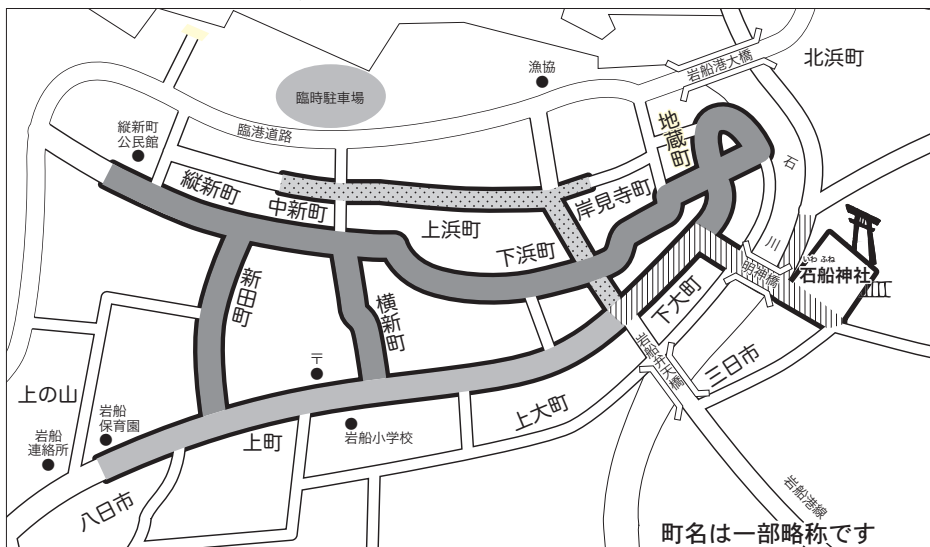 北浜町
岩船港大橋
漁協
臨時駐車場
臨港道路
縦新町
公民館
地蔵町
縦新町
中新町
上浜町
下浜町
岸見寺町
石
川
いわ ふね
石船神社
明神橋
新田町
横新町
下大町
三日市
岩船弁天橋
〒
上の山
岩船
保育園
岩船
連絡所
上町
岩船小学校
上大町
八日市
岩船港線
町名は一部略称です